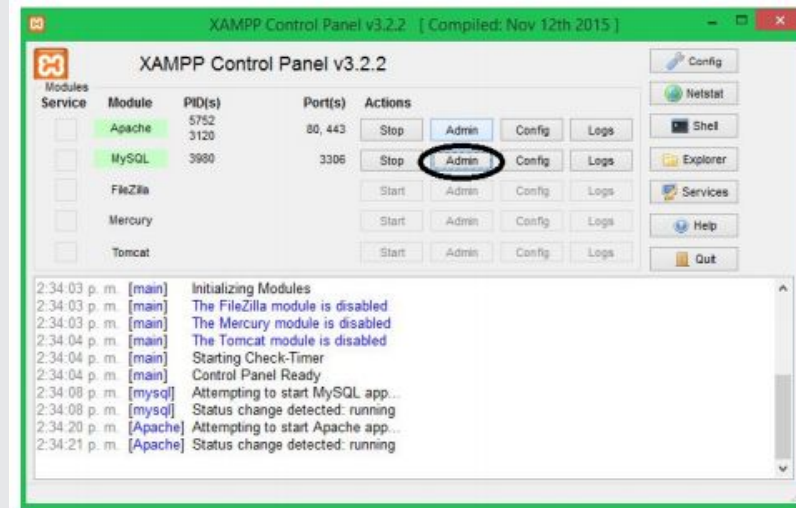 XAMPP Control Panel v3.2.2 [ Compiled: Nov 12th 2015 ]
XAMPP Control Panel v3.2.2
Config
Modules
Service Module PID(s) Port(s) Actions
Netstat
Apache 5752 3120 80, 443 Stop Admin Config Logs
Shell
MySQL 3980 3306 Stop Admin Config Logs
Explorer
FileZilla Start Admin Config Logs
Services
Mercury Start Admin Config Logs
Help
Tomcat Start Admin Config Logs
Quit
2:34:03 p. m. [main] Initializing Modules
2:34:03 p. m. [main] The FileZilla module is disabled
2:34:03 p. m. [main] The Mercury module is disabled
2:34:04 p. m. [main] The Tomcat module is disabled
2:34:04 p. m. [main] Starting Check-Timer
2:34:04 p. m. [main] Control Panel Ready
2:34:08 p. m. [mysql] Attempting to start MySQL app...
2:34:08 p. m. [mysql] Status change detected: running
2:34:20 p. m. [Apache] Attempting to start Apache app...
2:34:21 p. m. [Apache] Status change detected: running